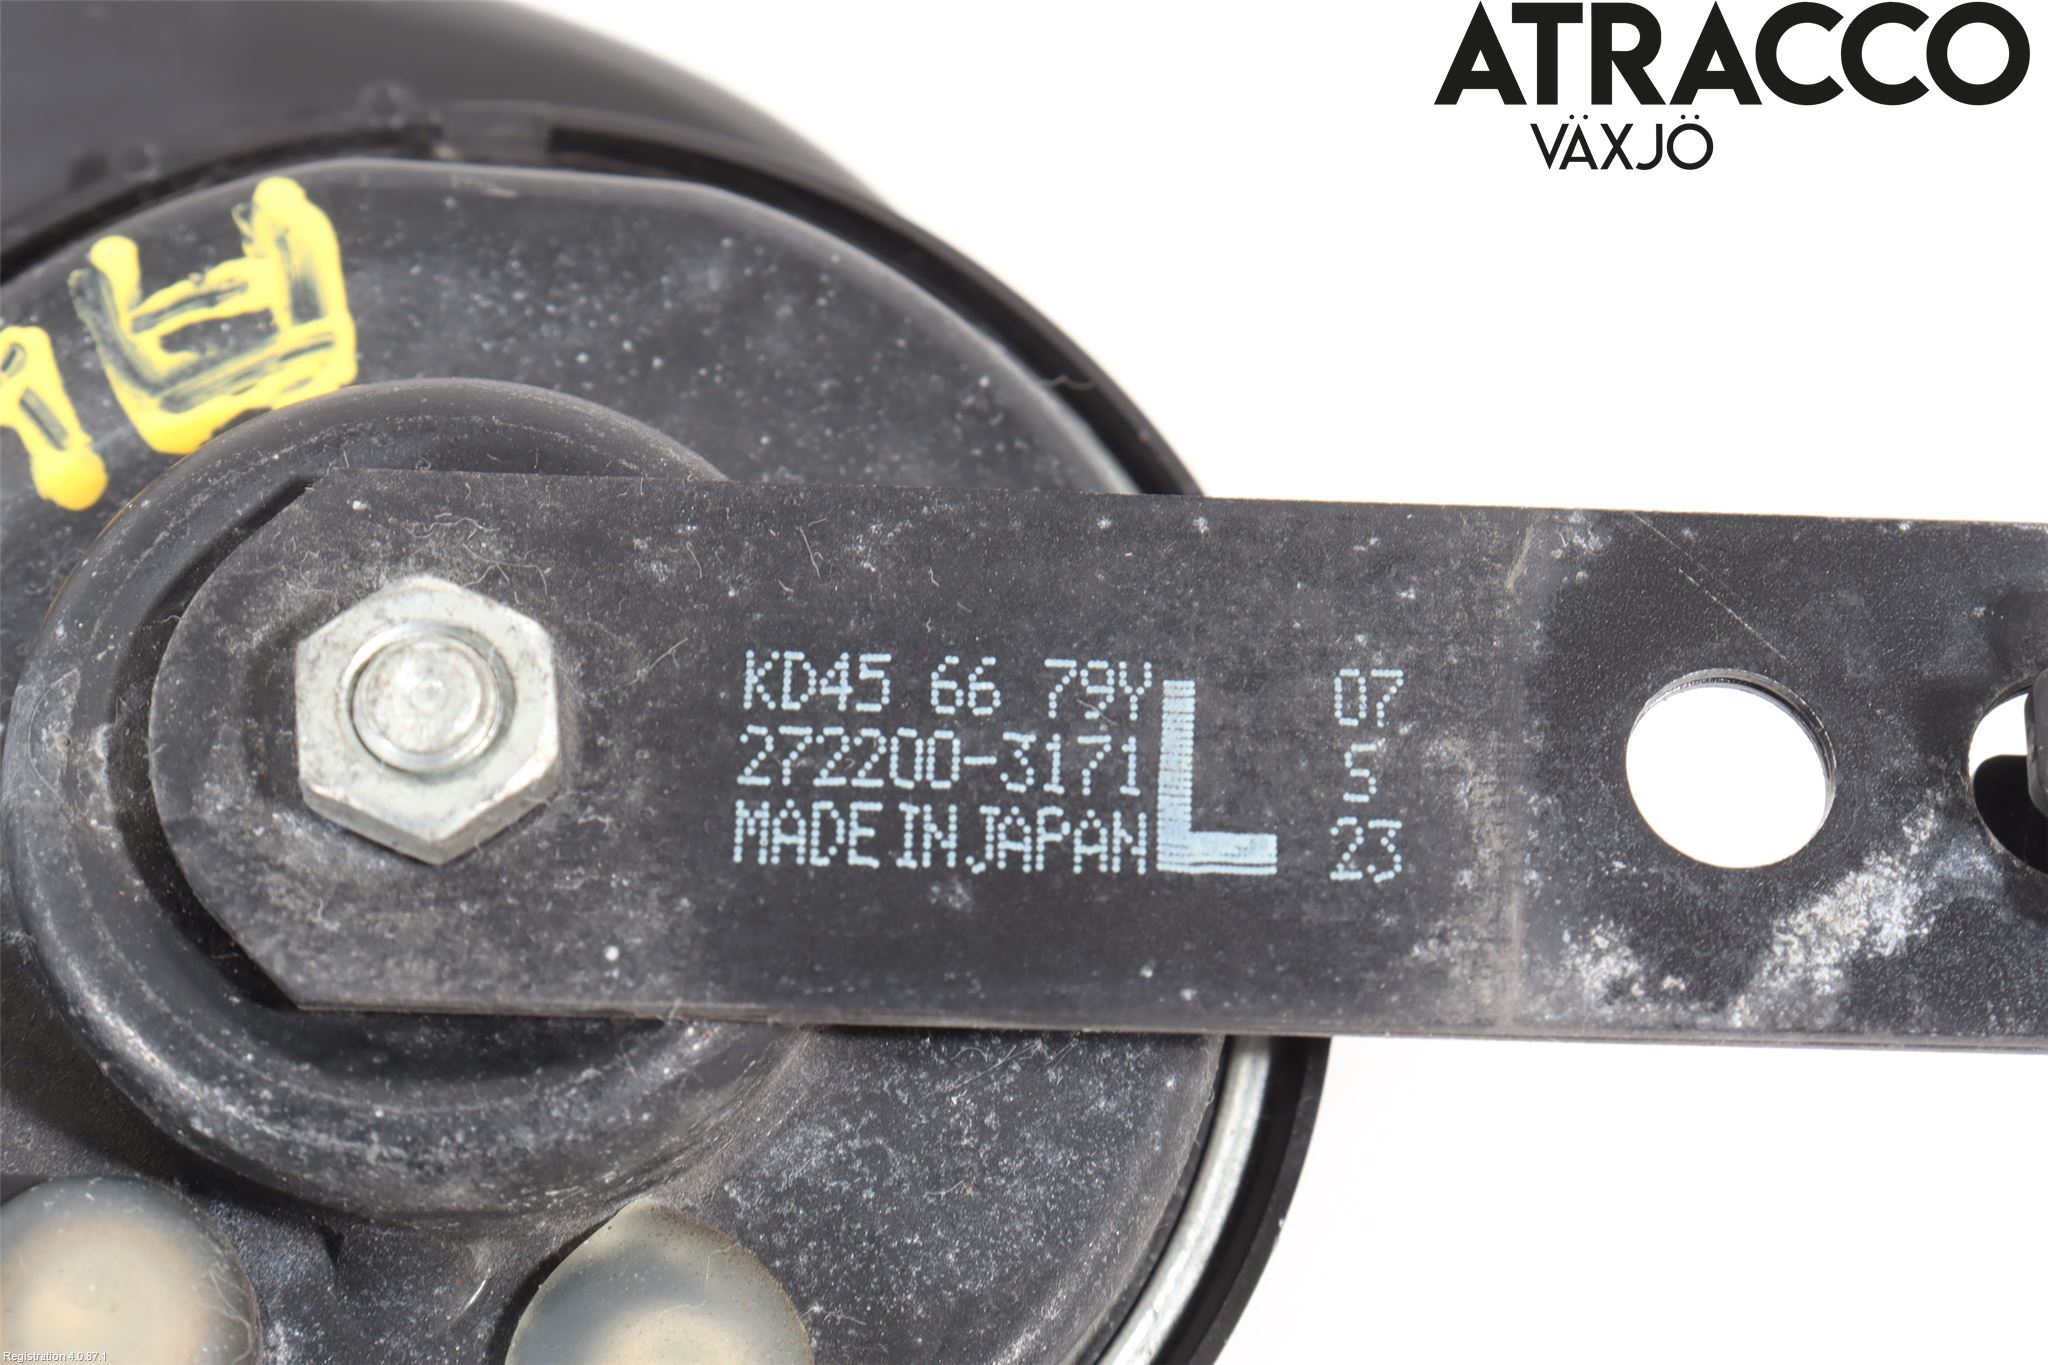 ATRACCO
VÄXJÖ
KD45 66 79Y
272200-3171
MADE IN JAPAN
L
07
5
23
Registration 4.0.87.1